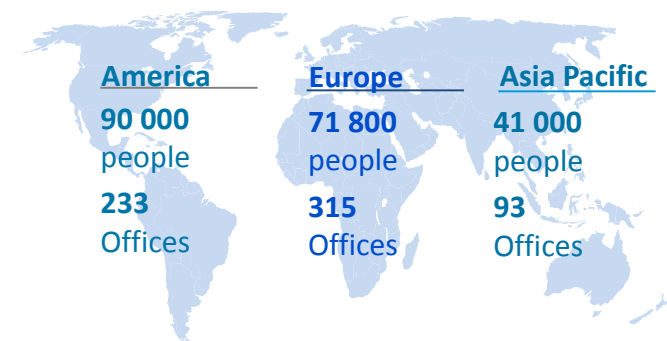 America
90 000
people
233
Offices
Europe
71 800
people
315
Offices
Asia Pacific
41 000
people
93
Offices